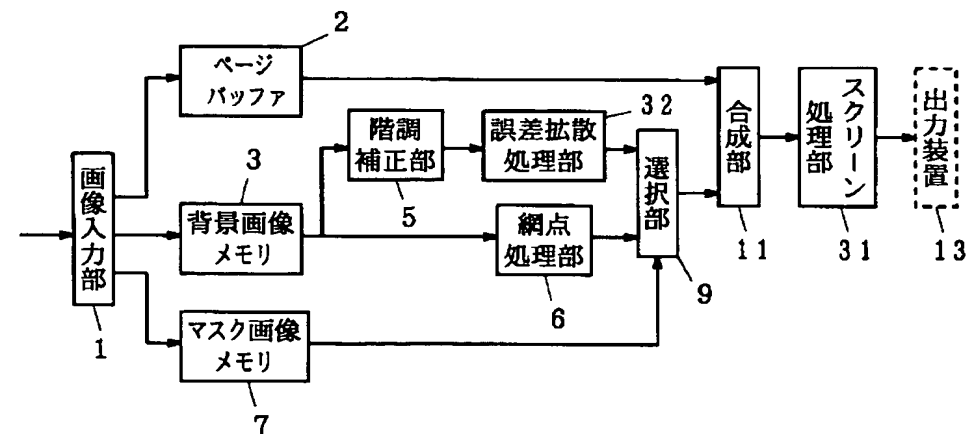 2
ページ
バッファ
32
階調
補正部
5
誤差拡散
処理部
選択部
9
合成部
11
スクリーン
処理部
31
出力装置
13
画像入力部
1
3
背景画像
メモリ
網点
処理部
6
マスク画像
メモリ
7